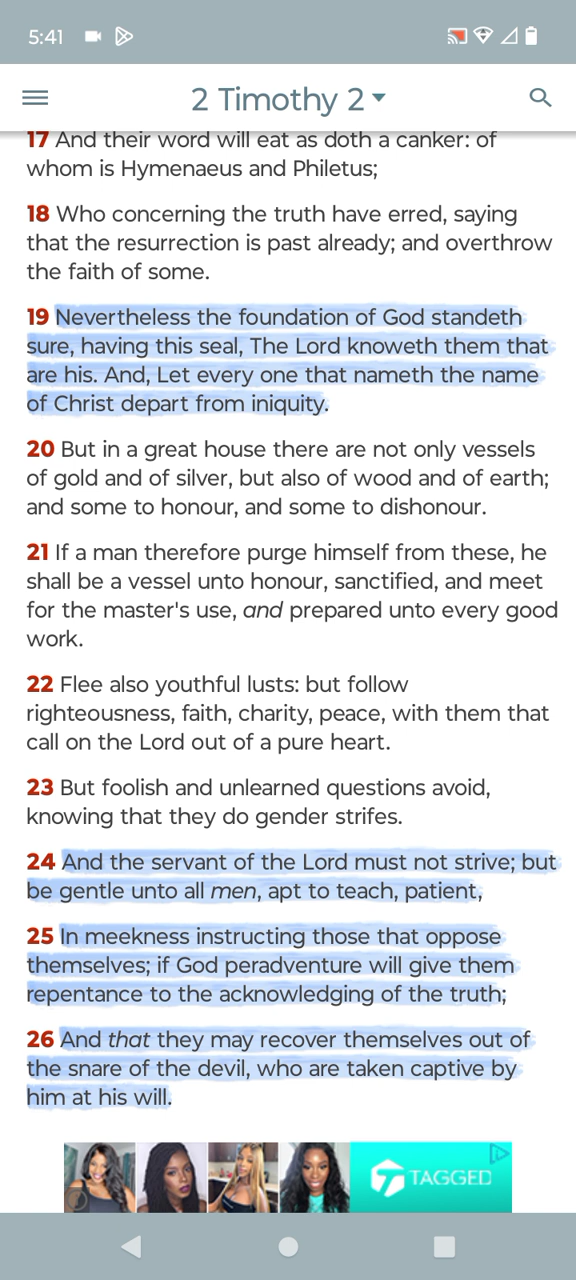 5:41
2 Timothy 2
17 And their word will eat as doth a canker: of
whom is Hymenaeus and Philetus;
18 Who concerning the truth have erred, saying
that the resurrection is past already; and overthrow
the faith of some.
19 Nevertheless the foundation of God standeth
sure, having this seal, The Lord knoweth them that
are his. And, Let every one that nameth the name
of Christ depart from iniquity.
20 But in a great house there are not only vessels
of gold and of silver, but also of wood and of earth;
and some to honour, and some to dishonour.
21 If a man therefore purge himself from these, he
shall be a vessel unto honour, sanctified, and meet
for the master's use, and prepared unto every good
work.
22 Flee also youthful lusts: but follow
righteousness, faith, charity, peace, with them that
call on the Lord out of a pure heart.
23 But foolish and unlearned questions avoid,
knowing that they do gender strifes.
24 And the servant of the Lord must not strive; but
be gentle unto all men, apt to teach, patient,
25 In meekness instructing those that oppose
themselves; if God peradventure will give them
repentance to the acknowledging of the truth;
26 And that they may recover themselves out of
the snare of the devil, who are taken captive by
him at his will.
TAGGED